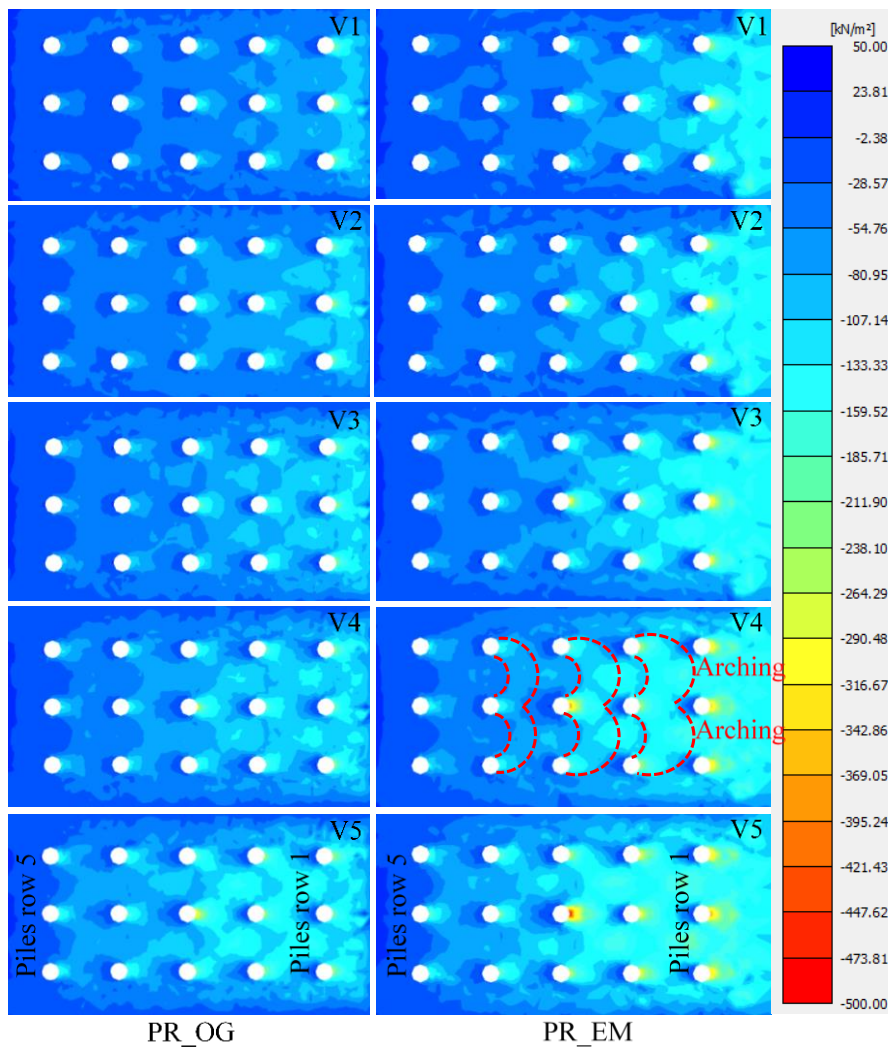 V1
V1
[kN/m²]
50.00
23.81
-2.38
-28.57
-54.76
-80.95
-107.14
-133.33
-159.52
-185.71
-211.90
-238.10
-264.29
-290.48
-316.67
-342.86
-369.05
-395.24
-421.43
-447.62
-473.81
-500.00
V2
V2
V3
V3
V4
V4
Arching
Arching
V5
V5
Piles row 5
Piles row 1
Piles row 5
Piles row 1
PR_OG
PR_EM